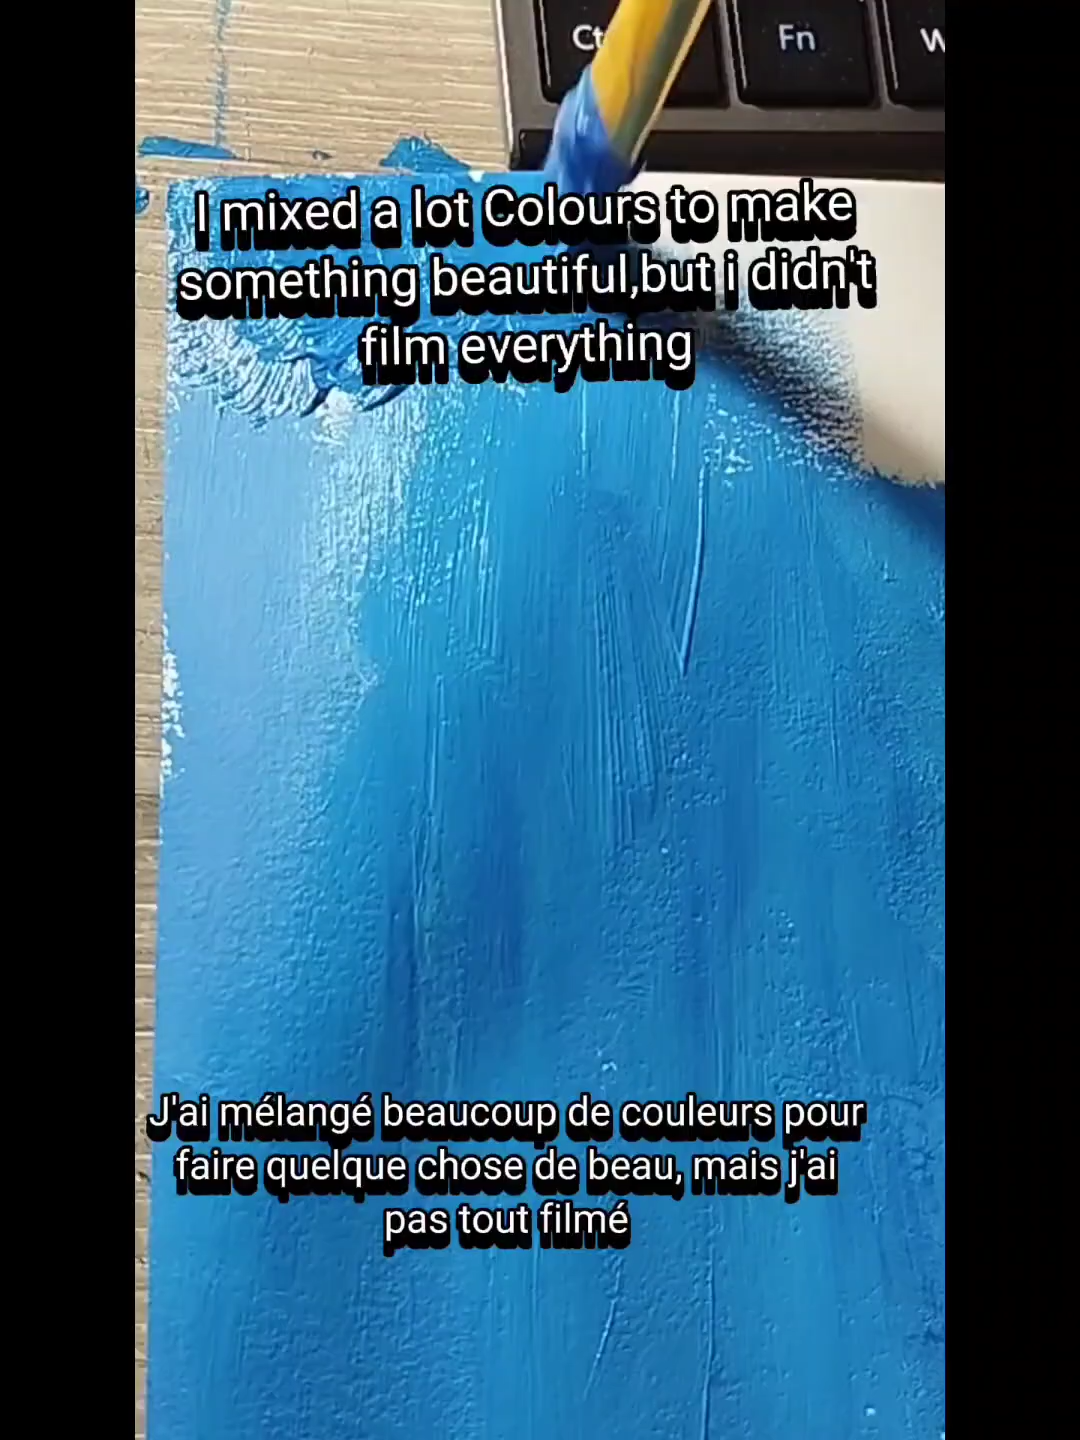 Fn
I mixed a lot Colours to make
something beautiful,but i didn't
film everything
J'ai mélangé beaucoup de couleurs pour
faire quelque chose de beau, mais j'ai
pas tout filmé